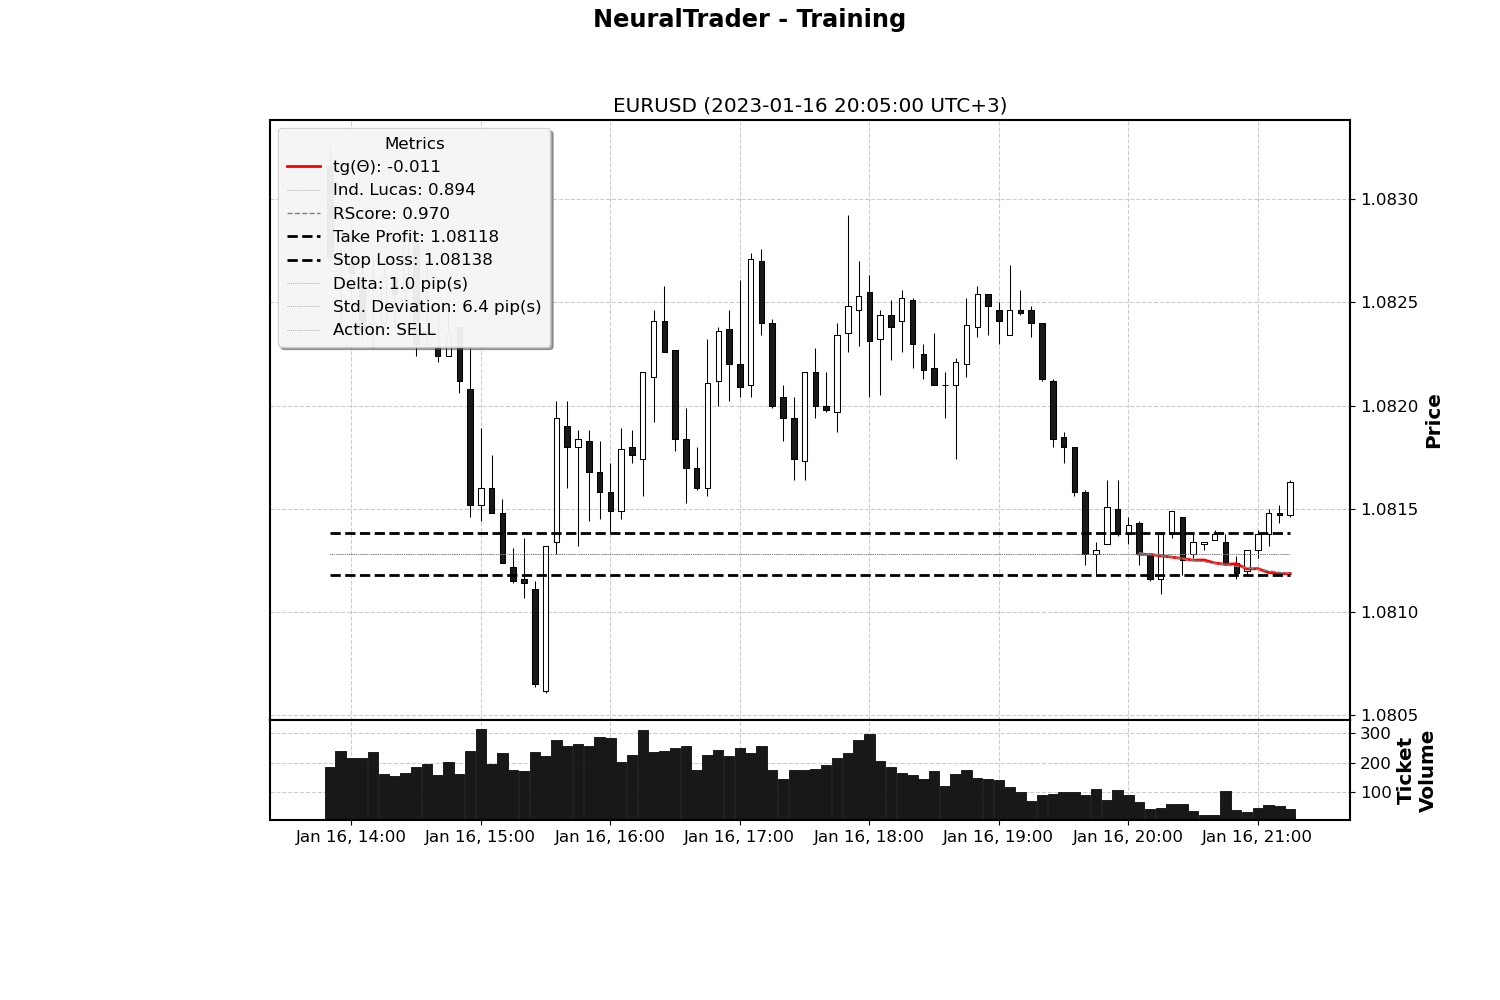 NeuralTrader - Training
EURUSD (2023-01-16 20:05:00 UTC+3)
Metrics
tg(Θ): -0.011
Ind. Lucas: 0.894
RScore: 0.970
Take Profit: 1.08118
Stop Loss: 1.08138
Delta: 1.0 pip(s)
Std. Deviation: 6.4 pip(s)
Action: SELL
1.0830
1.0825
1.0820
1.0815
1.0810
1.0805
Price
300
200
100
Ticket
Volume
Jan 16, 14:00
Jan 16, 15:00
Jan 16, 16:00
Jan 16, 17:00
Jan 16, 18:00
Jan 16, 19:00
Jan 16, 20:00
Jan 16, 21:00